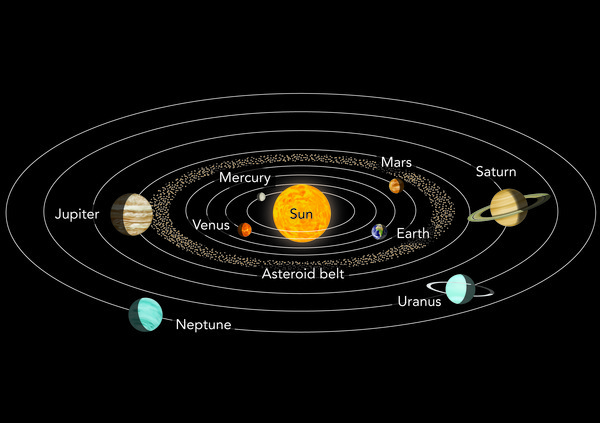 Mars
Mercury
Saturn
Jupiter
Sun
Venus
Earth
Asteroid belt
Uranus
Neptune